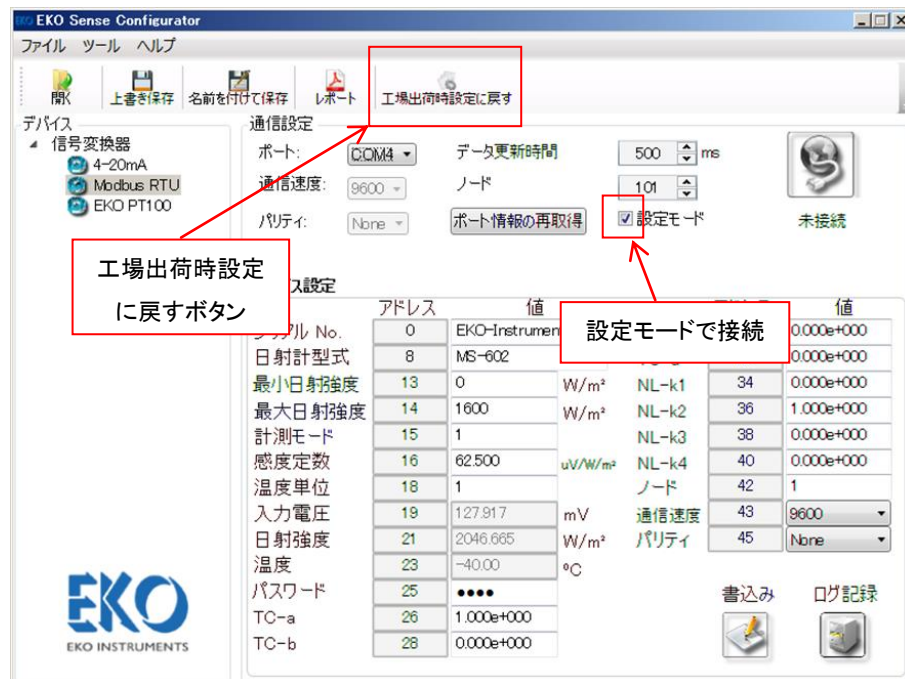 EKO Sense Configurator
ファイル ツール ヘルプ
開く 上書き保存 名前を付けて保存 レポート 工場出荷時設定に戻す
デバイス
信号変換器
4-20mA
Modbus RTU
EKO PT100
通信設定
ポート: COM4 データ更新時間 500 ms
通信速度: 9600 ノード 101
パリティ: None ポート情報の再取得 設定モード 未接続
工場出荷時設定
に戻すボタン
設定モードで接続
ス設定
アドレス 値 値
No. 0 EKO-Instrumen 0.000e+000
日射計型式 8 MS-602 0.000e+000
最小日射強度 13 0 W/m² NL-k1 34 0.000e+000
最大日射強度 14 1600 W/m² NL-k2 36 1.000e+000
計測モード 15 1 NL-k3 38 0.000e+000
感度定数 16 62.500 uV/W/m² NL-k4 40 0.000e+000
温度単位 18 1 ノード 42 1
入力電圧 19 127.917 mV 通信速度 43 9600
日射強度 21 2046.665 W/m² パリティ 45 None
温度 23 -40.00 ºC
パスワード 25 ●●●● 書込み ログ記録
TC-a 26 1.000e+000
TC-b 28 0.000e+000
EKO
EKO INSTRUMENTS